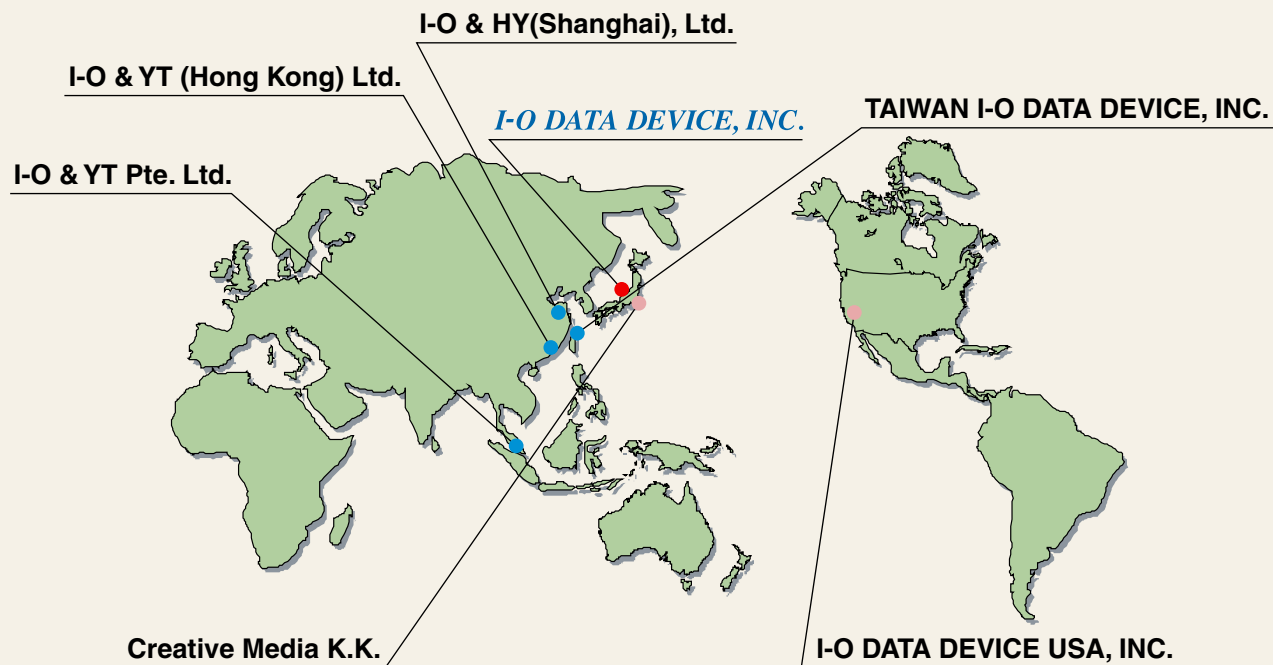 I-O & HY(Shanghai), Ltd.
I-O & YT (Hong Kong) Ltd.
I-O DATA DEVICE, INC.
TAIWAN I-O DATA DEVICE, INC.
I-O & YT Pte. Ltd.
Creative Media K.K.
I-O DATA DEVICE USA, INC.